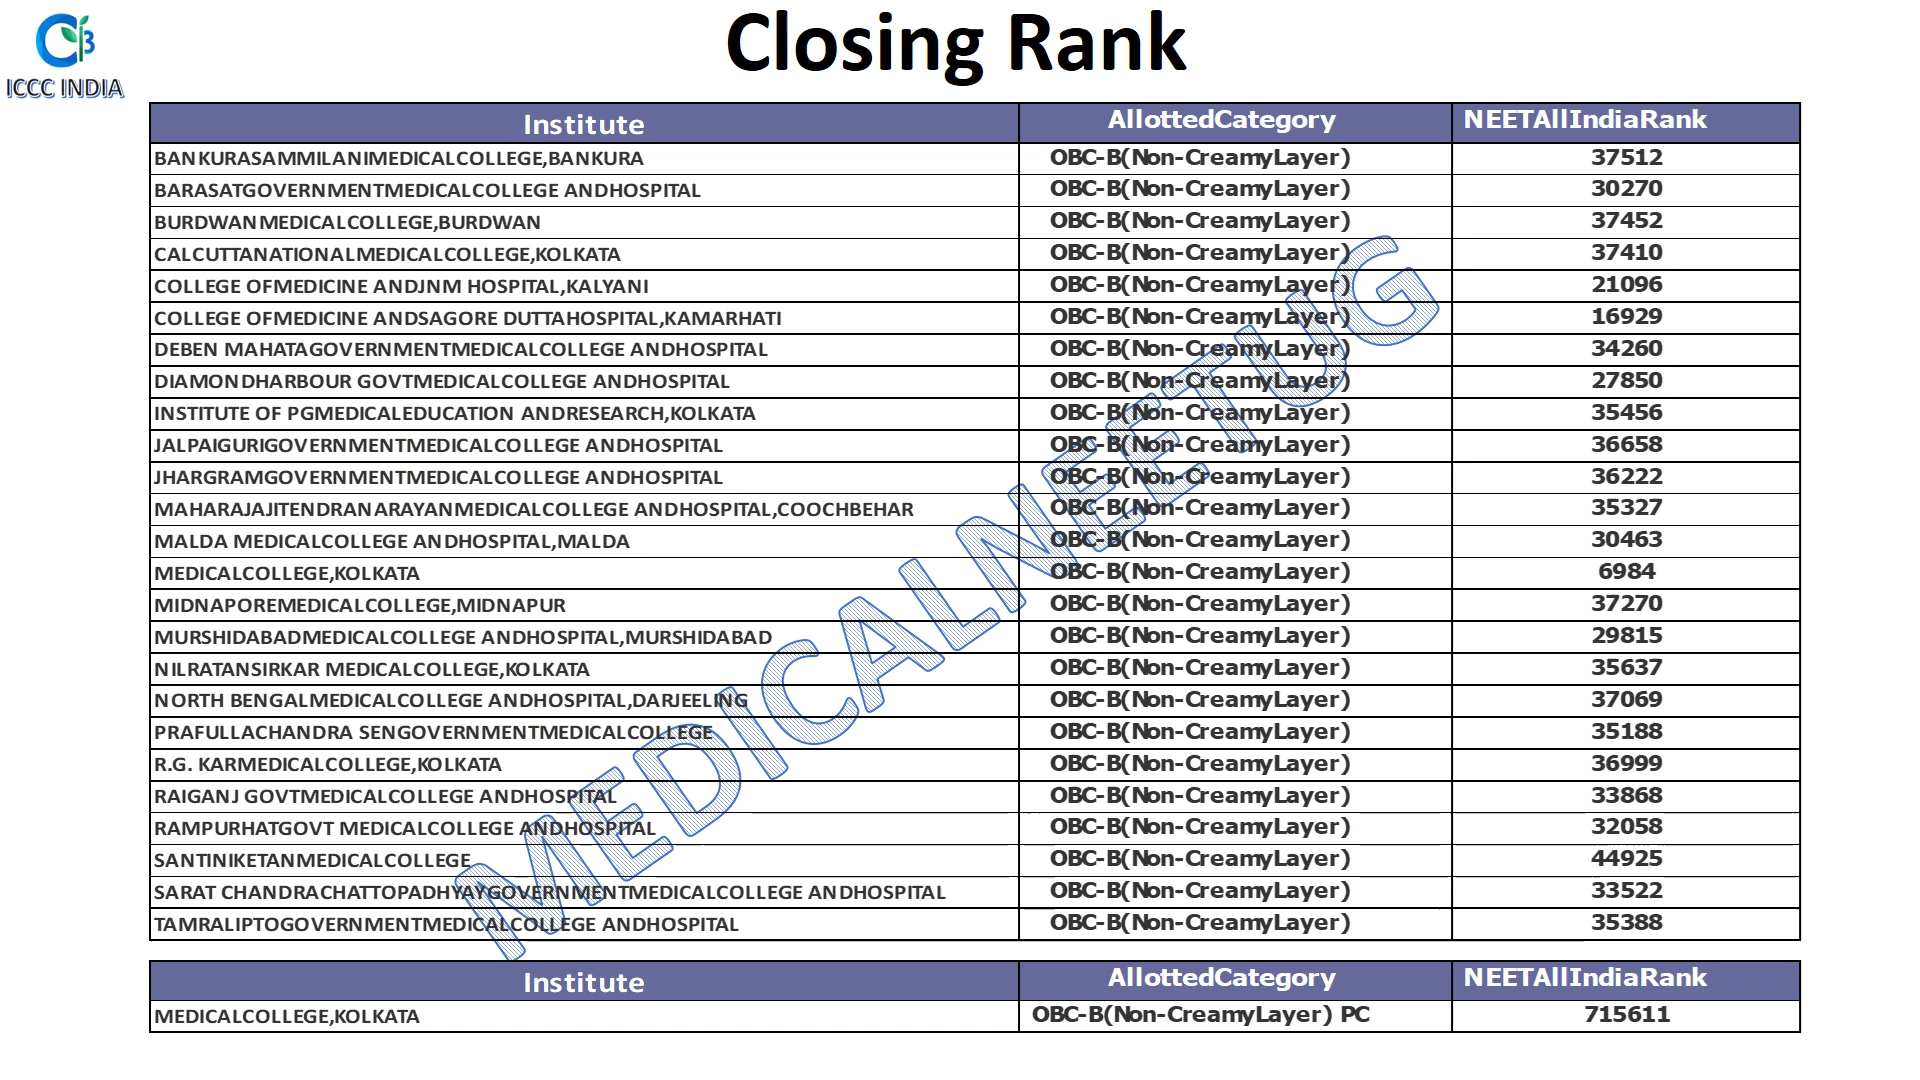 Closing Rank
ICCC INDIA
Institute AllottedCategory NEETAllIndiaRank
BANKURASAMMILANIMEDICALCOLLEGE,BANKURA OBC-B(Non-CreamyLayer) 37512
BARASATGOVERNMENTMEDICALCOLLEGE ANDHOSPITAL OBC-B(Non-CreamyLayer) 30270
BURDWANMEDICALCOLLEGE,BURDWAN OBC-B(Non-CreamyLayer) 37452
CALCUTTANATIONALMEDICALCOLLEGE,KOLKATA OBC-B(Non-CreamyLayer) 37410
COLLEGE OFMEDICINE ANDJNM HOSPITAL,KALYANI OBC-B(Non-CreamyLayer) 21096
COLLEGE OFMEDICINE ANDSAGORE DUTTAHOSPITAL,KAMARHATI OBC-B(Non-CreamyLayer) 16929
DEBEN MAHATAGOVERNMENTMEDICALCOLLEGE ANDHOSPITAL OBC-B(Non-CreamyLayer) 34260
DIAMONDHARBOUR GOVTMEDICALCOLLEGE ANDHOSPITAL OBC-B(Non-CreamyLayer) 27850
INSTITUTE OF PGMEDICALEDUCATION ANDRESEARCH,KOLKATA OBC-B(Non-CreamyLayer) 35456
JALPAIGURIGOVERNMENTMEDICALCOLLEGE ANDHOSPITAL OBC-B(Non-CreamyLayer) 36658
JHARGRAMGOVERNMENTMEDICALCOLLEGE ANDHOSPITAL OBC-B(Non-CreamyLayer) 36222
MAHARAJAJITENDRANARAYANMEDICALCOLLEGE ANDHOSPITAL,COOCHBEHAR OBC-B(Non-CreamyLayer) 35327
MALDA MEDICALCOLLEGE ANDHOSPITAL,MALDA OBC-B(Non-CreamyLayer) 30463
MEDICALCOLLEGE,KOLKATA OBC-B(Non-CreamyLayer) 6984
MIDNAPOREMEDICALCOLLEGE,MIDNAPUR OBC-B(Non-CreamyLayer) 37270
MURSHIDABADMEDICALCOLLEGE ANDHOSPITAL,MURSHIDABAD OBC-B(Non-CreamyLayer) 29815
NILRATANSIRKAR MEDICALCOLLEGE,KOLKATA OBC-B(Non-CreamyLayer) 35637
NORTH BENGALMEDICALCOLLEGE ANDHOSPITAL,DARJEELING OBC-B(Non-CreamyLayer) 37069
PRAFULLACHANDRA SENGOVERNMENTMEDICALCOLLEGE OBC-B(Non-CreamyLayer) 35188
R.G. KARMEDICALCOLLEGE,KOLKATA OBC-B(Non-CreamyLayer) 36999
RAIGANJ GOVTMEDICALCOLLEGE ANDHOSPITAL OBC-B(Non-CreamyLayer) 33868
RAMPURHATGOVT MEDICALCOLLEGE ANDHOSPITAL OBC-B(Non-CreamyLayer) 32058
SANTINIKETANMEDICALCOLLEGE OBC-B(Non-CreamyLayer) 44925
SARAT CHANDRACHATTOPADHYAYGOVERNMENTMEDICALCOLLEGE ANDHOSPITAL OBC-B(Non-CreamyLayer) 33522
TAMRALIPTOGOVERNMENTMEDICALCOLLEGE ANDHOSPITAL OBC-B(Non-CreamyLayer) 35388
MEDICALNEETUG
Institute AllottedCategory NEETAllIndiaRank
MEDICALCOLLEGE,KOLKATA OBC-B(Non-CreamyLayer) PC 715611